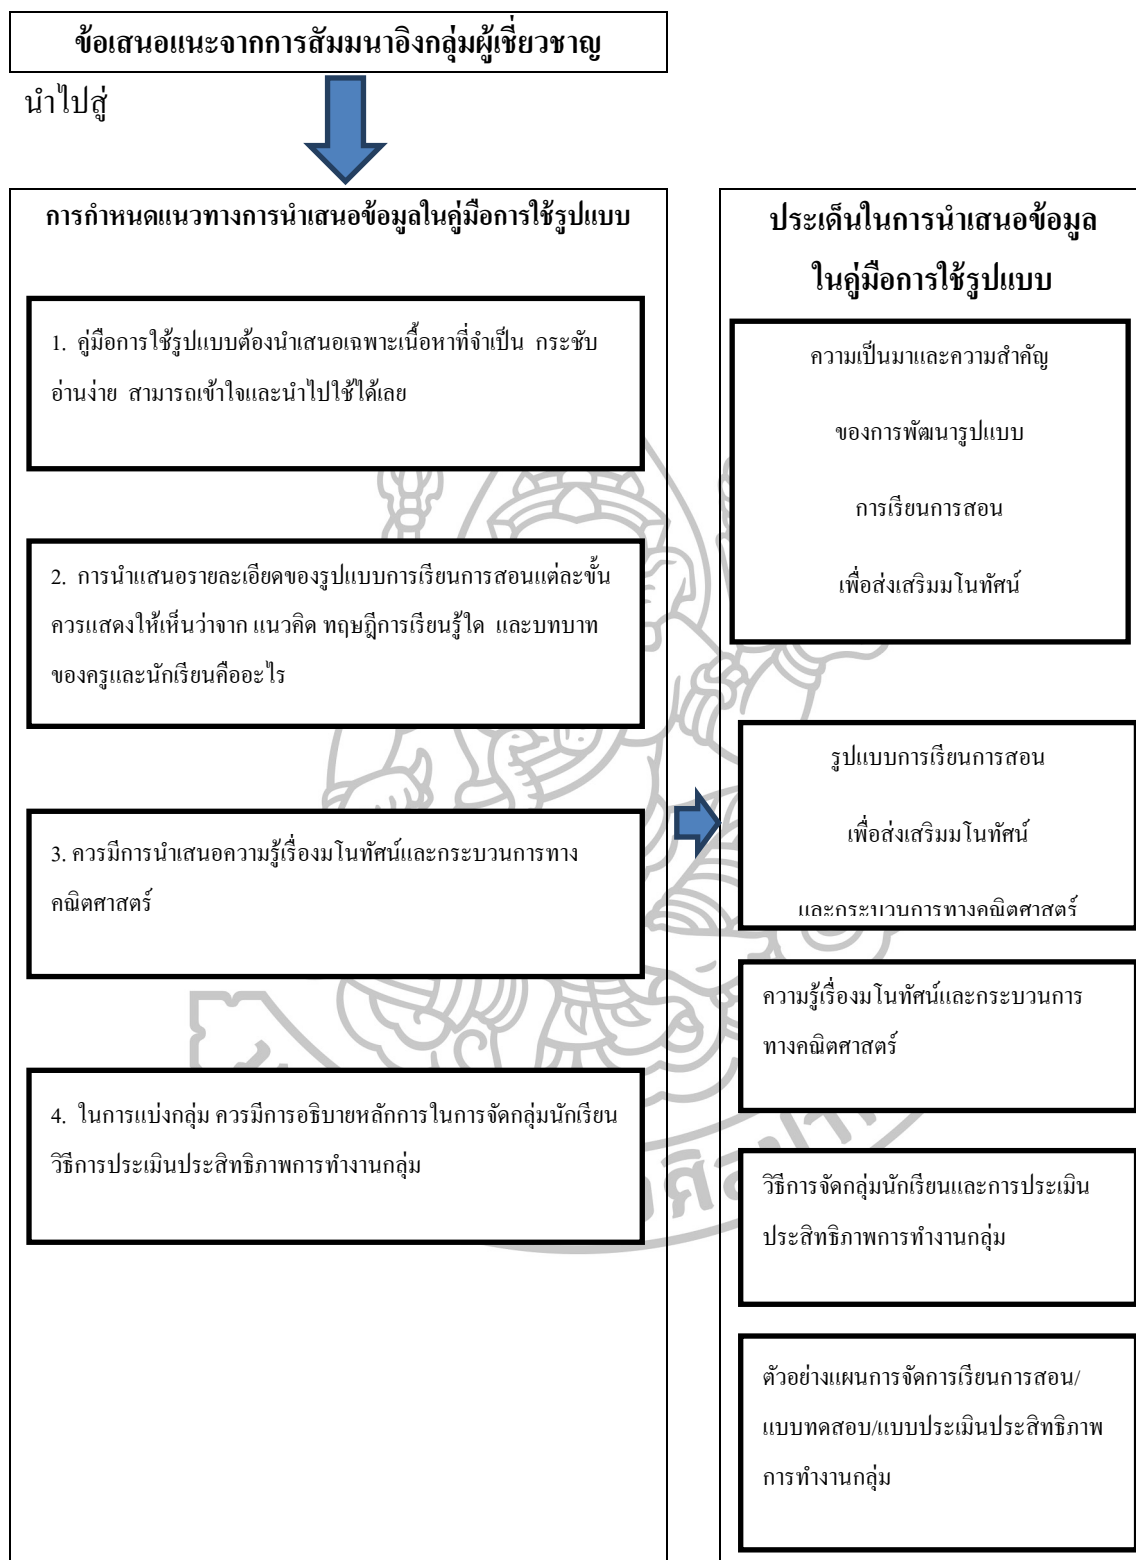 ข้อเสนอแนะจากการสัมมนาอิงกลุ่มผู้เชี่ยวชาญ
นำไปสู่
การกำหนดแนวทางการนำเสนอข้อมูลในคู่มือการใช้รูปแบบ
1. คู่มือการใช้รูปแบบต้องนำเสนอเฉพาะเนื้อหาที่จำเป็น กระชับ
อ่านง่าย สามารถเข้าใจและนำไปใช้ได้เลย
2. การนำแสนอรายละเอียดของรูปแบบการเรียนการสอนแต่ละขั้น
ควรแสดงให้เห็นว่าจาก แนวคิด ทฤษฎีการเรียนรู้ใด และบทบาท
ของครูและนักเรียนคืออะไร
3. ควรมีการนำเสนอความรู้เรื่องมโนทัศน์และกระบวนการทาง
คณิตศาสตร์
4. ในการแบ่งกลุ่ม ควรมีการอธิบายหลักการในการจัดกลุ่มนักเรียน
วิธีการประเมินประสิทธิภาพการทำงานกลุ่ม
ประเด็นในการนำเสนอข้อมูล
ในคู่มือการใช้รูปแบบ
ความเป็นมาและความสำคัญ
ของการพัฒนารูปแบบ
การเรียนการสอน
เพื่อส่งเสริมมโนทัศน์
รูปแบบการเรียนการสอน
เพื่อส่งเสริมมโนทัศน์
และกระบวนการทางคณิตศาสตร์
ความรู้เรื่องมโนทัศน์และกระบวนการ
ทางคณิตศาสตร์
วิธีการจัดกลุ่มนักเรียนและการประเมิน
ประสิทธิภาพการทำงานกลุ่ม
ตัวอย่างแผนการจัดการเรียนการสอน/
แบบทดสอบ/แบบประเมินประสิทธิภาพ
การทำงานกลุ่ม